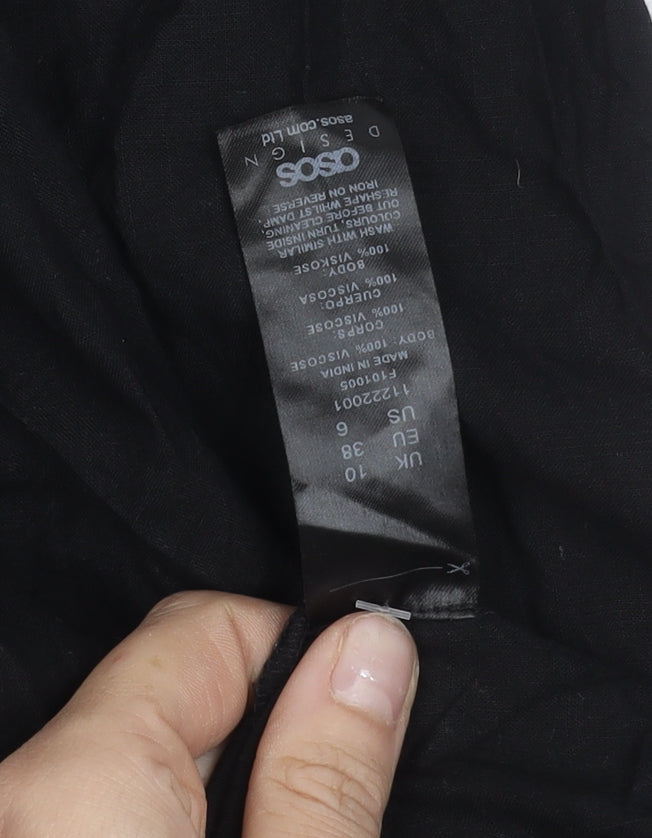 UK 10
EU 38
US 6
11222001
F101005
MADE IN INDIA
BODY: 100% VISCOSE
CORPS:
100% VISCOSE
CUERPO:
100% VISCOSA
BODY:
100% VISKOSE
WASH WITH SIMILAR
COLOURS, TURN INSIDE
OUT BEFORE CLEANING,
RE-SHAPE WHILST DAMP,
IRON ON REVERSE
asos
DESIGN
asos.com Ltd